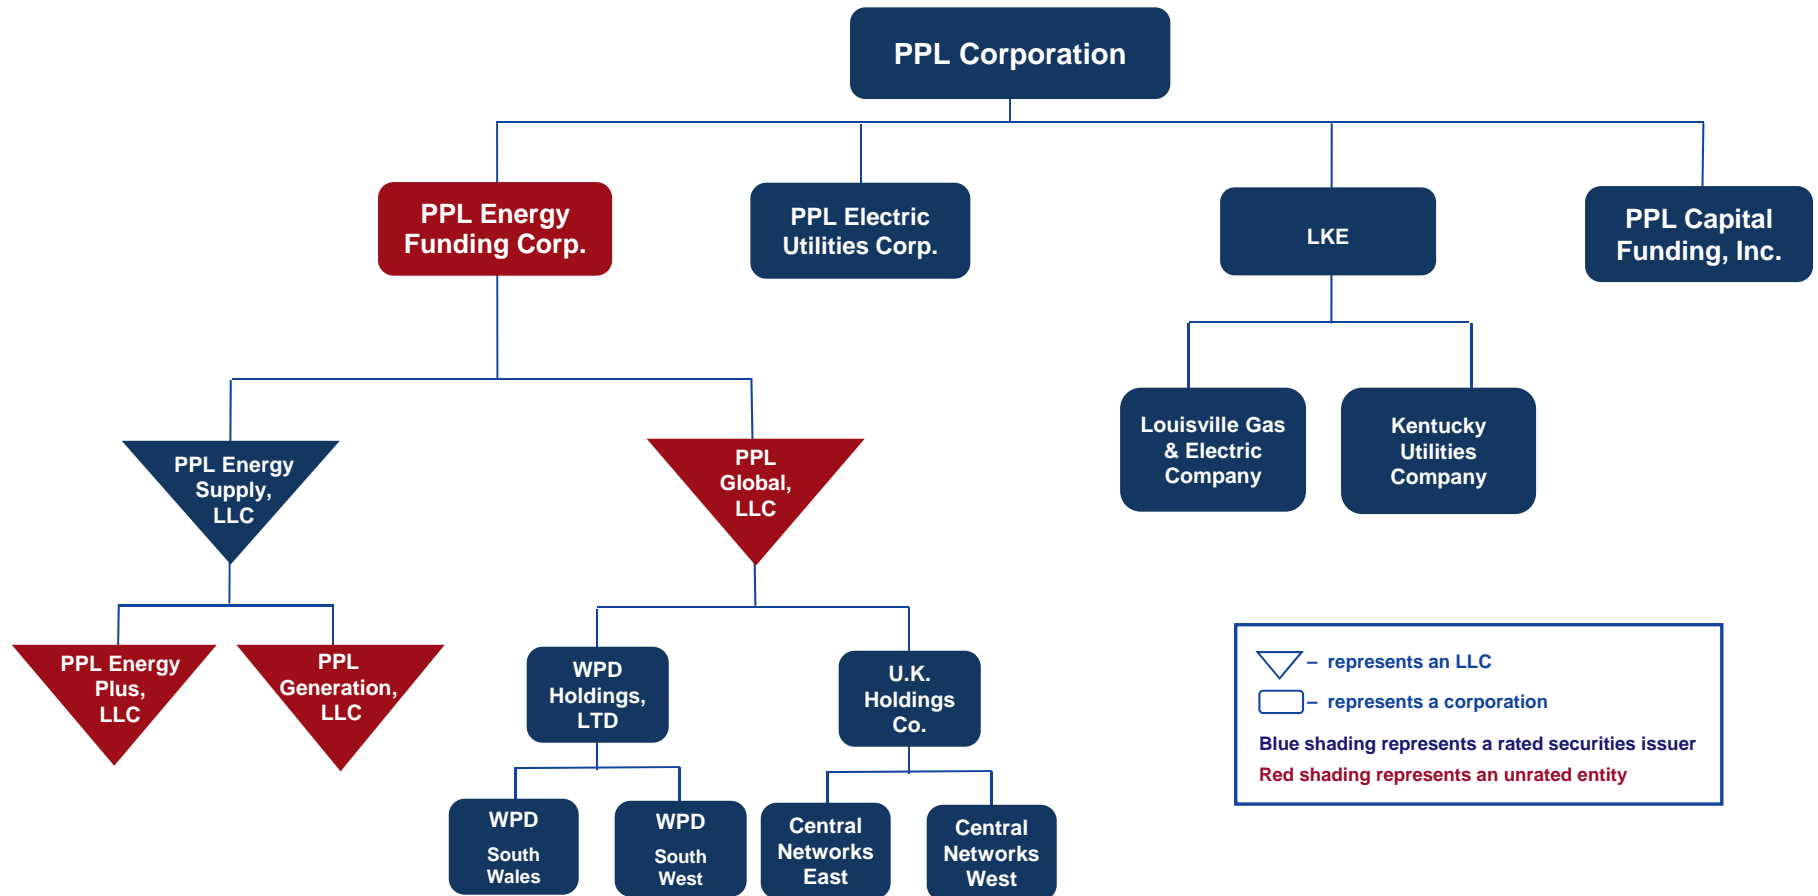 PPL Corporation
PPL Energy
Funding Corp.
PPL Electric
Utilities Corp.
LKE
PPL Capital
Funding, Inc.
Louisville Gas
& Electric
Company
Kentucky
Utilities
Company
PPL Energy
Supply,
LLC
PPL
Global,
LLC
PPL Energy
Plus,
LLC
PPL
Generation,
LLC
WPD
Holdings,
LTD
U.K.
Holdings
Co.
– represents an LLC
– represents a corporation
Blue shading represents a rated securities issuer
Red shading represents an unrated entity
WPD
South
Wales
WPD
South
West
Central
Networks
East
Central
Networks
West